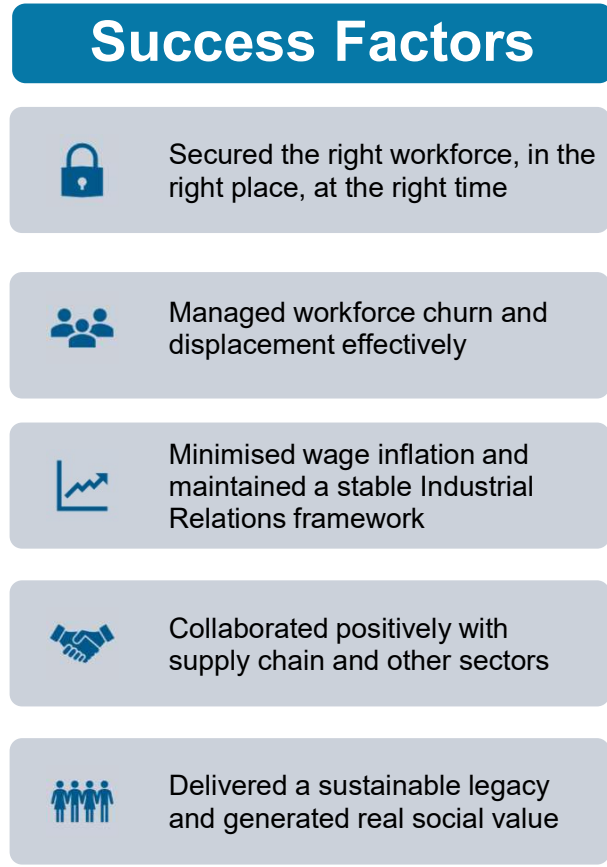 Success Factors
Secured the right workforce, in the
right place, at the right time
Managed workforce churn and
displacement effectively
Minimised wage inflation and
maintained a stable Industrial
Relations framework
Collaborated positively with
supply chain and other sectors
Delivered a sustainable legacy
and generated real social value